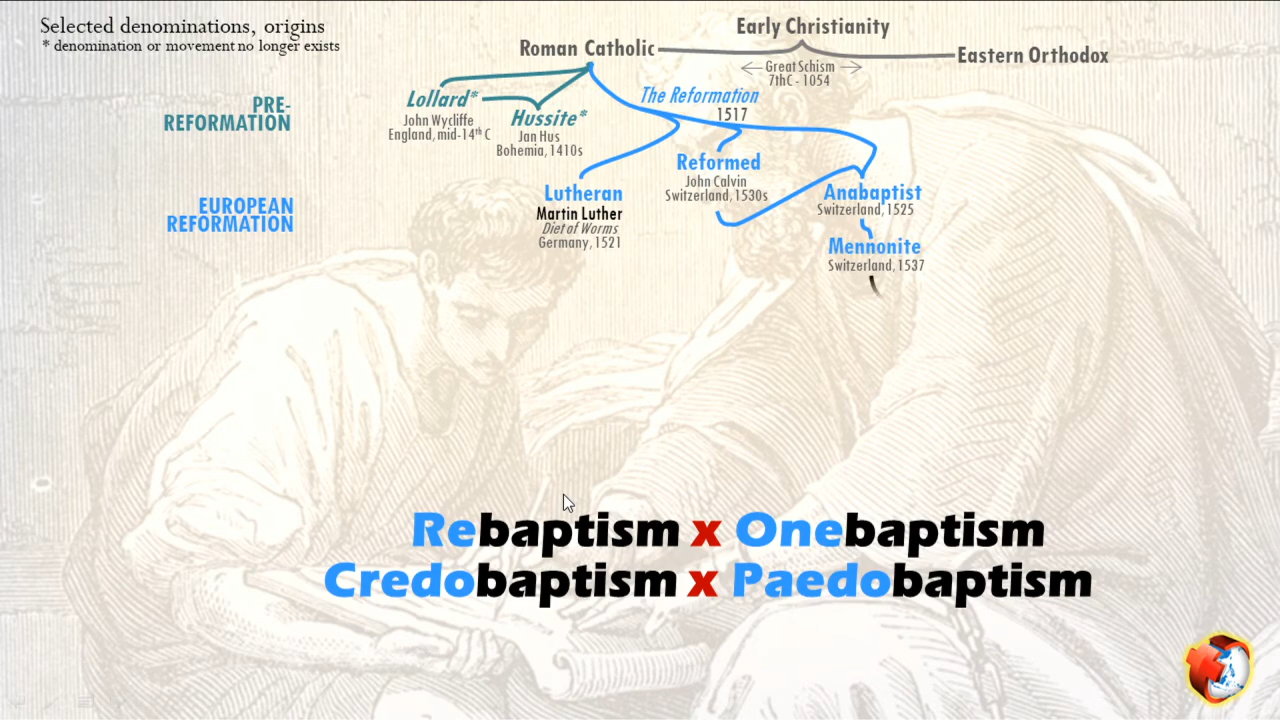 Selected denominations, origins
* denomination or movement no longer exists
Early Christianity
Roman Catholic
Eastern Orthodox
Great Schism
7thC - 1054
PRE-
REFORMATION
Lollard*
John Wycliffe
England, mid-14th C
Hussite*
Jan Hus
Bohemia, 1410s
The Reformation
1517
EUROPEAN
REFORMATION
Lutheran
Martin Luther
Diet of Worms
Germany, 1521
Reformed
John Calvin
Switzerland, 1530s
Anabaptist
Switzerland, 1525
Mennonite
Switzerland, 1537
Rebaptism x Onebaptism
Credobaptism x Paedobaptism